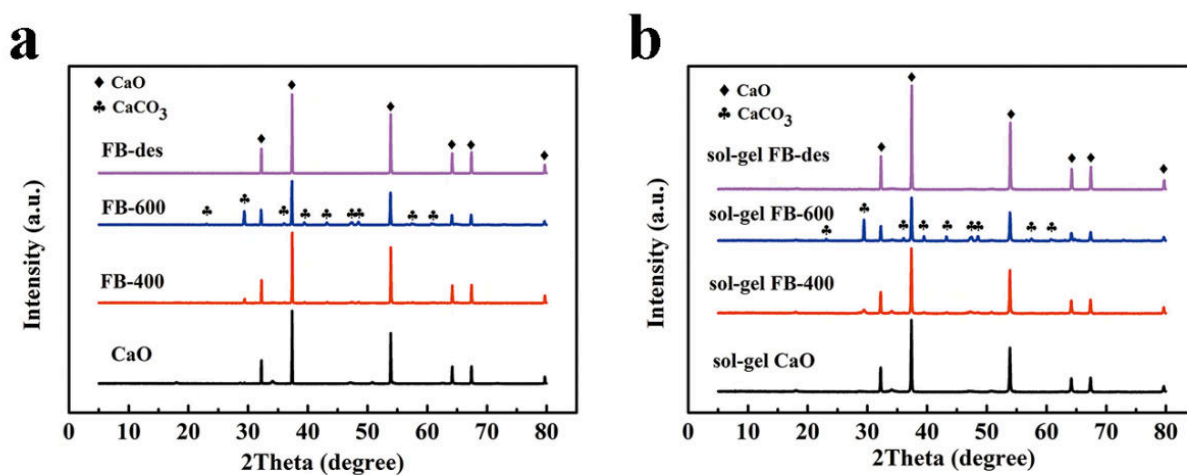 a
♦ CaO
♣ CaCO3
FB-des
FB-600
FB-400
CaO
Intensity (a.u.)
0 10 20 30 40 50 60 70 80
2Theta (degree)
b
♦ CaO
♣ CaCO3
sol-gel FB-des
sol-gel FB-600
sol-gel FB-400
sol-gel CaO
Intensity (a.u.)
0 10 20 30 40 50 60 70 80
2Theta (degree)